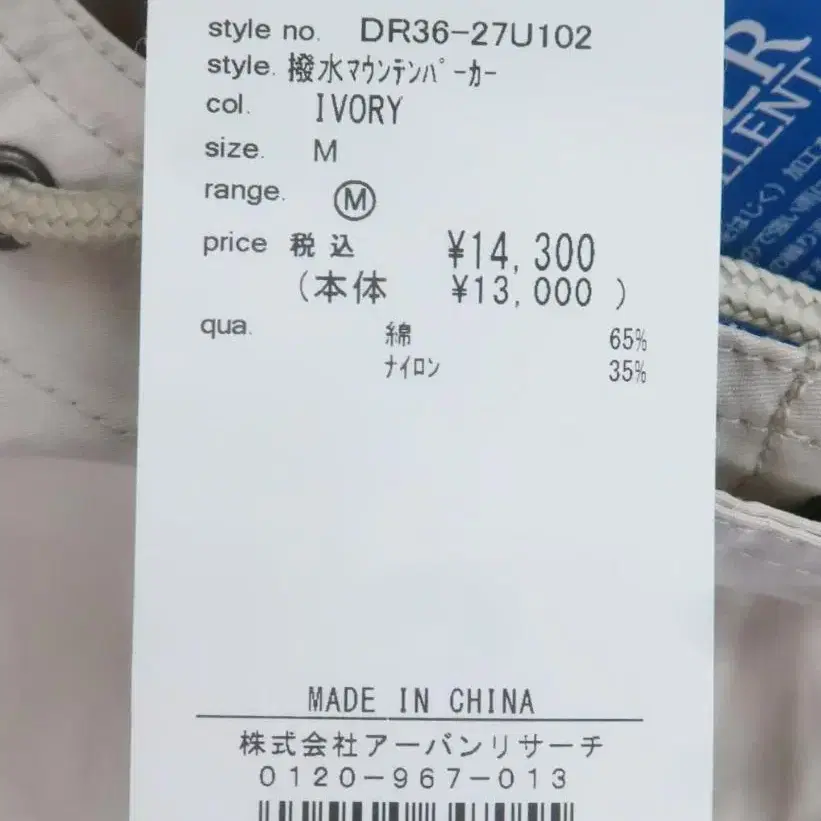 style no. DR36-27U102
style. 撥水ﾏｳﾝﾃﾝﾊﾟｰｶｰ
col. IVORY
size. M
range. Ⓜ
price 税込 ¥14,300
(本体 ¥13,000 )
qua. 綿 65%
ﾅｲﾛﾝ 35%
MADE IN CHINA
株式会社アーバンリサーチ
0120-967-013